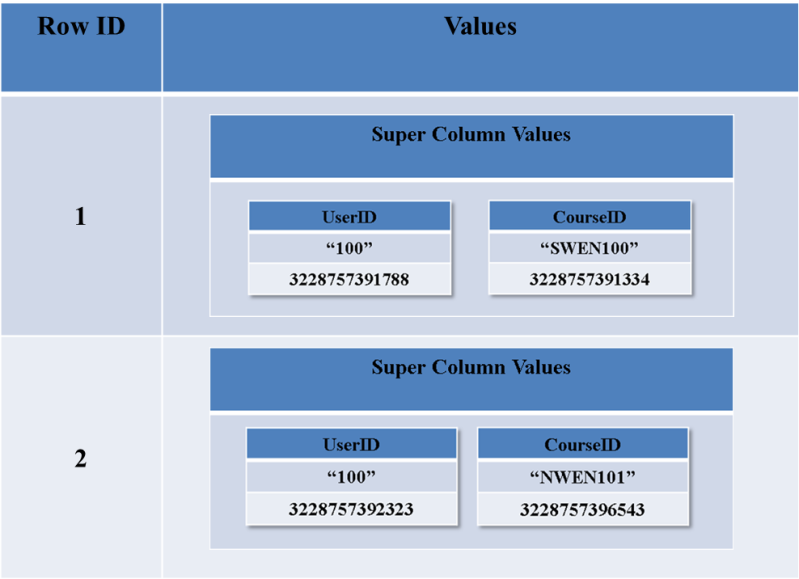 Row ID Values
Super Column Values
1
UserID CourseID
“100” “SWEN100”
3228757391788 3228757391334
Super Column Values
2
UserID CourseID
“100” “NWEN101”
3228757392323 3228757396543